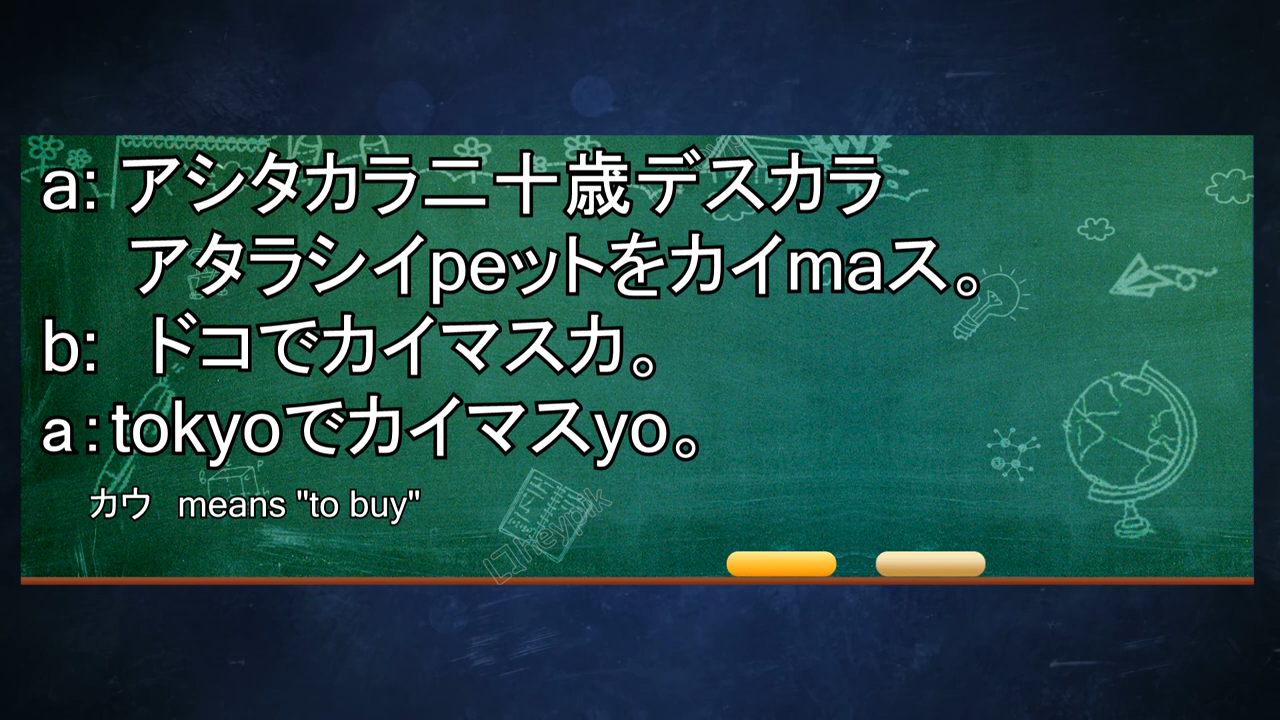 a: アシタカラ二十歳デスカラ
アタラシイpeットをカイmaス。
b: ドコでカイマスカ。
a:tokyoでカイマスyo。
カウ means "to buy"